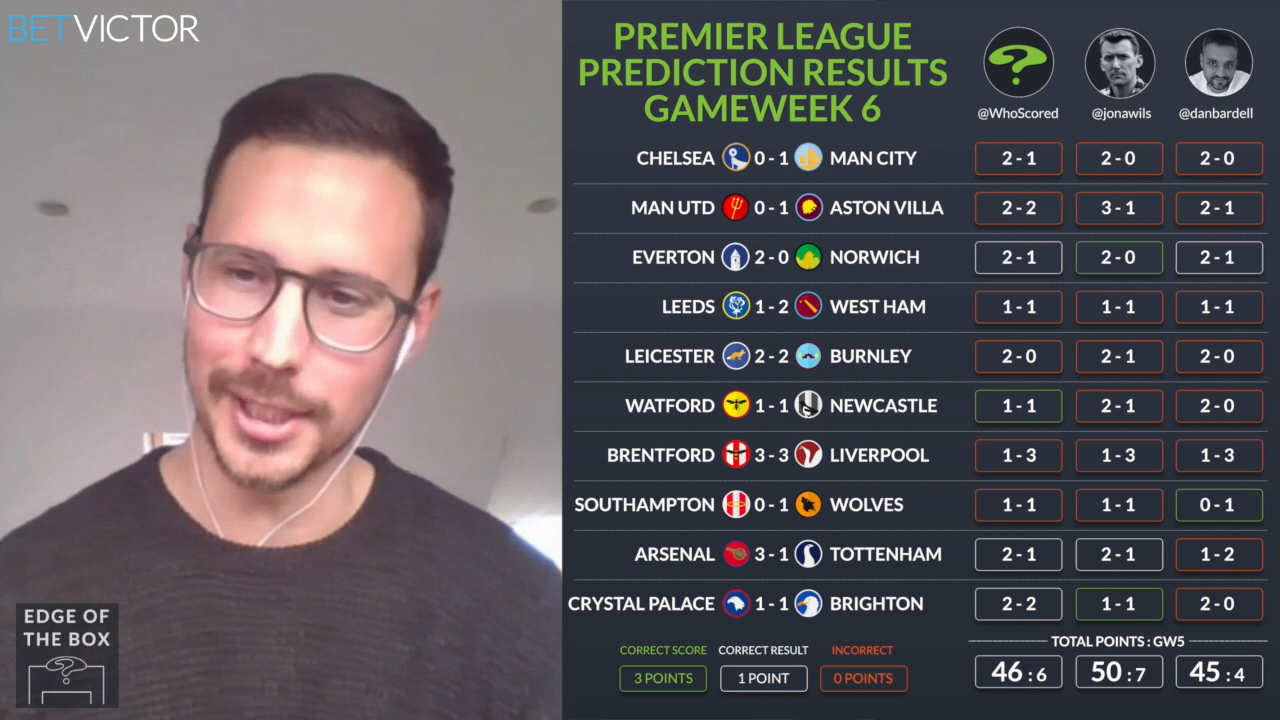 BETVICTOR
PREMIER LEAGUE
PREDICTION RESULTS
GAMEWEEK 6
@WhoScored @jonawils @danbardell
CHELSEA 0 - 1 MAN CITY 2 - 1 2 - 0 2 - 0
MAN UTD 0 - 1 ASTON VILLA 2 - 2 3 - 1 2 - 1
EVERTON 2 - 0 NORWICH 2 - 1 2 - 0 2 - 1
LEEDS 1 - 2 WEST HAM 1 - 1 1 - 1 1 - 1
LEICESTER 2 - 2 BURNLEY 2 - 0 2 - 1 2 - 0
WATFORD 1 - 1 NEWCASTLE 1 - 1 2 - 1 2 - 0
BRENTFORD 3 - 3 LIVERPOOL 1 - 3 1 - 3 1 - 3
SOUTHAMPTON 0 - 1 WOLVES 1 - 1 1 - 1 0 - 1
ARSENAL 3 - 1 TOTTENHAM 2 - 1 2 - 1 1 - 2
CRYSTAL PALACE 1 - 1 BRIGHTON 2 - 2 1 - 1 2 - 0
TOTAL POINTS : GW5
CORRECT SCORE CORRECT RESULT INCORRECT
3 POINTS 1 POINT 0 POINTS
46 : 6 50 : 7 45 : 4
EDGE OF
THE BOX